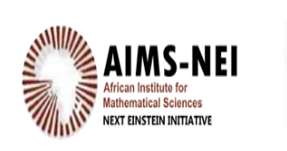 AIMS-NEI
African Institute for
Mathematical Sciences
NEXT EINSTEIN INITIATIVE